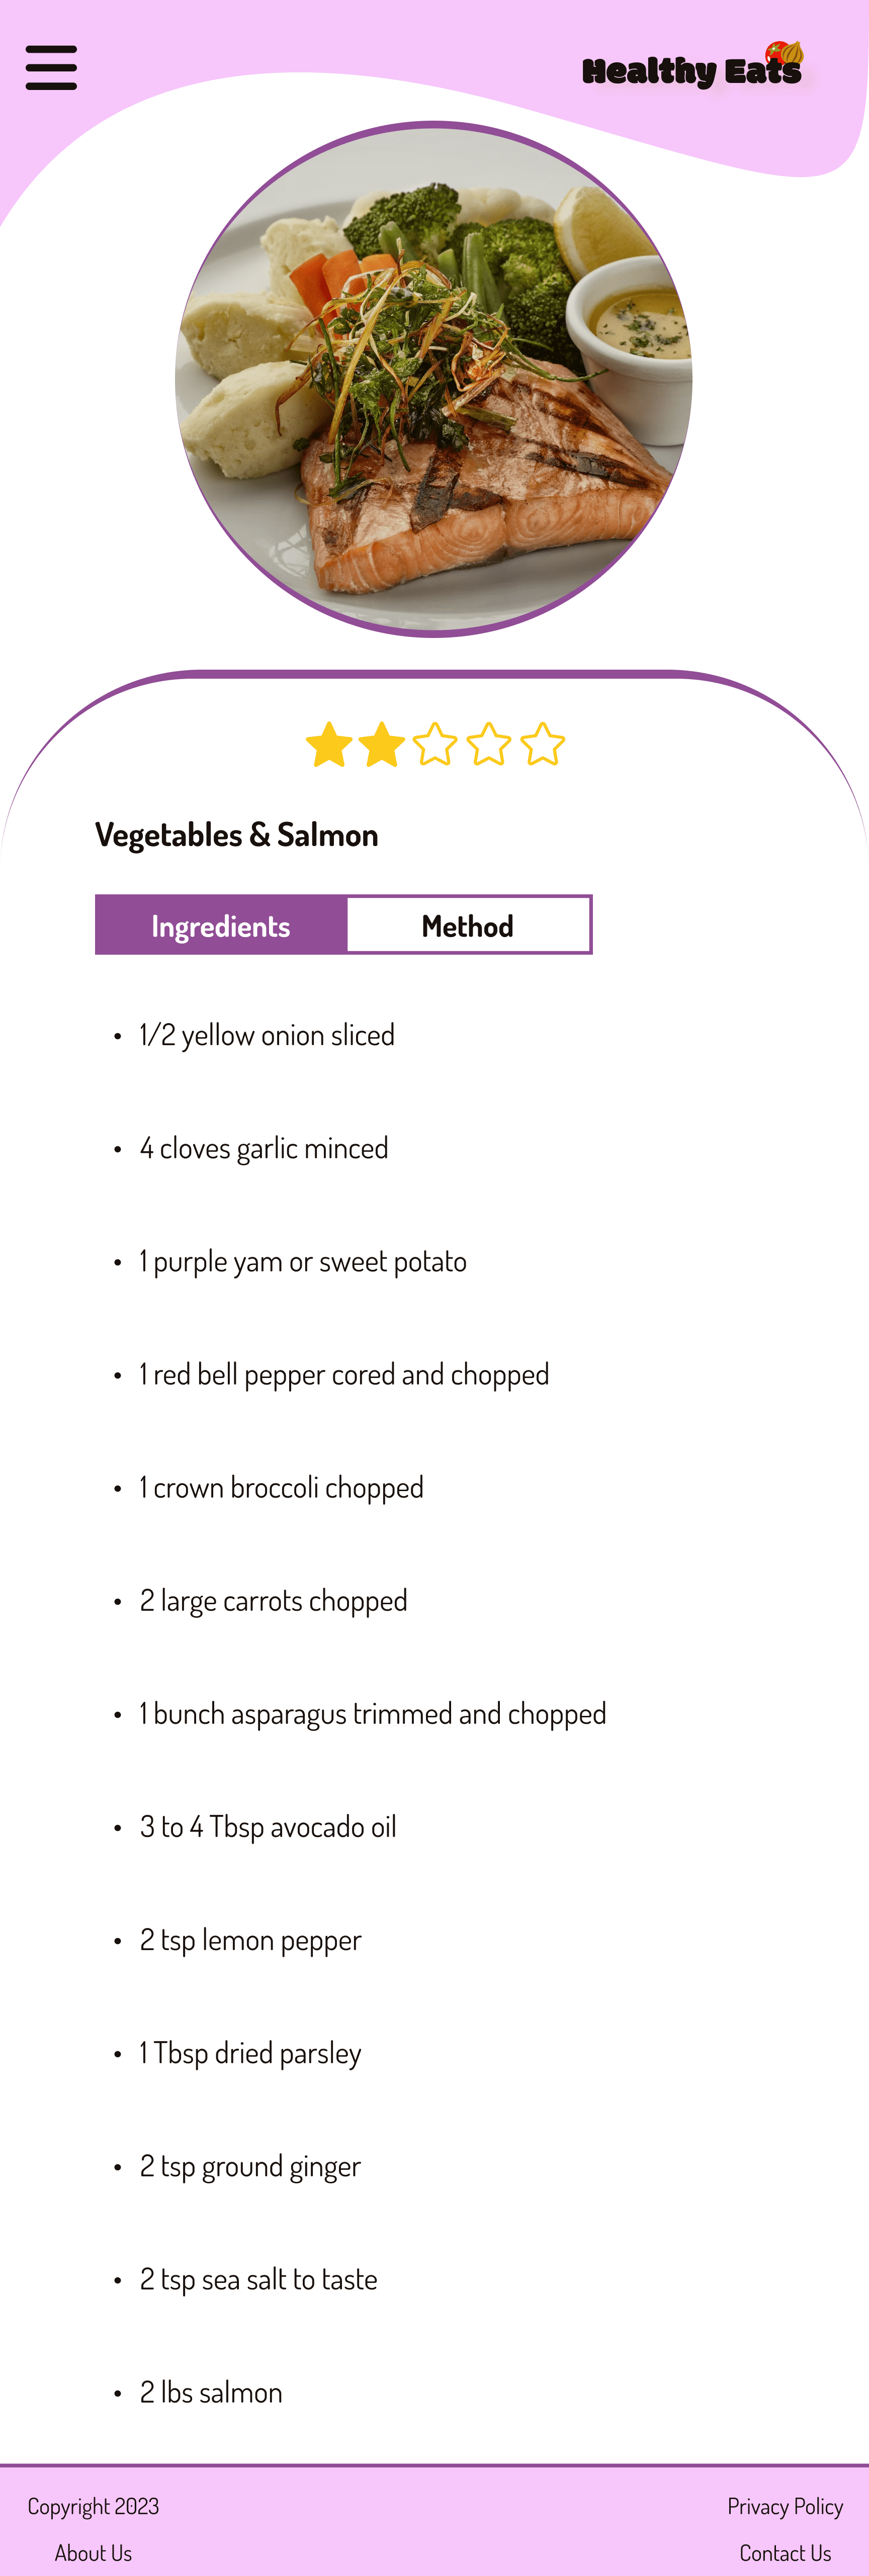 Healthy Eats
Vegetables & Salmon
Ingredients
Method
• 1/2 yellow onion sliced
• 4 cloves garlic minced
• 1 purple yam or sweet potato
• 1 red bell pepper cored and chopped
• 1 crown broccoli chopped
• 2 large carrots chopped
• 1 bunch asparagus trimmed and chopped
• 3 to 4 Tbsp avocado oil
• 2 tsp lemon pepper
• 1 Tbsp dried parsley
• 2 tsp ground ginger
• 2 tsp sea salt to taste
• 2 lbs salmon
Copyright 2023
Privacy Policy
About Us
Contact Us